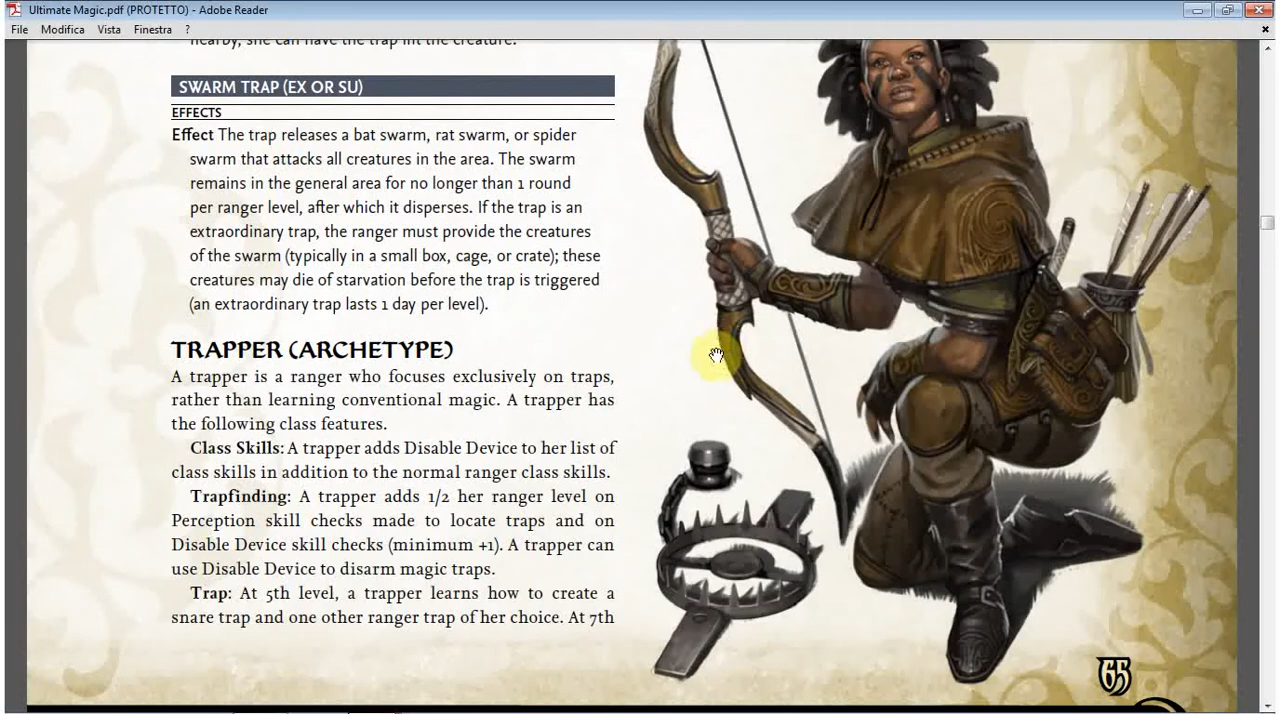 Ultimate Magic.pdf (PROTETTO) - Adobe Reader
File Modifica Vista Finestra ?
nearby, she can have the trap hit the creature.
SWARM TRAP (EX OR SU)
EFFECTS
Effect The trap releases a bat swarm, rat swarm, or spider
swarm that attacks all creatures in the area. The swarm
remains in the general area for no longer than 1 round
per ranger level, after which it disperses. If the trap is an
extraordinary trap, the ranger must provide the creatures
of the swarm (typically in a small box, cage, or crate); these
creatures may die of starvation before the trap is triggered
(an extraordinary trap lasts 1 day per level).
TRAPPER (ARCHETYPE)
A trapper is a ranger who focuses exclusively on traps,
rather than learning conventional magic. A trapper has
the following class features.
Class Skills: A trapper adds Disable Device to her list of
class skills in addition to the normal ranger class skills.
Trapfinding: A trapper adds 1/2 her ranger level on
Perception skill checks made to locate traps and on
Disable Device skill checks (minimum +1). A trapper can
use Disable Device to disarm magic traps.
Trap: At 5th level, a trapper learns how to create a
snare trap and one other ranger trap of her choice. At 7th
65